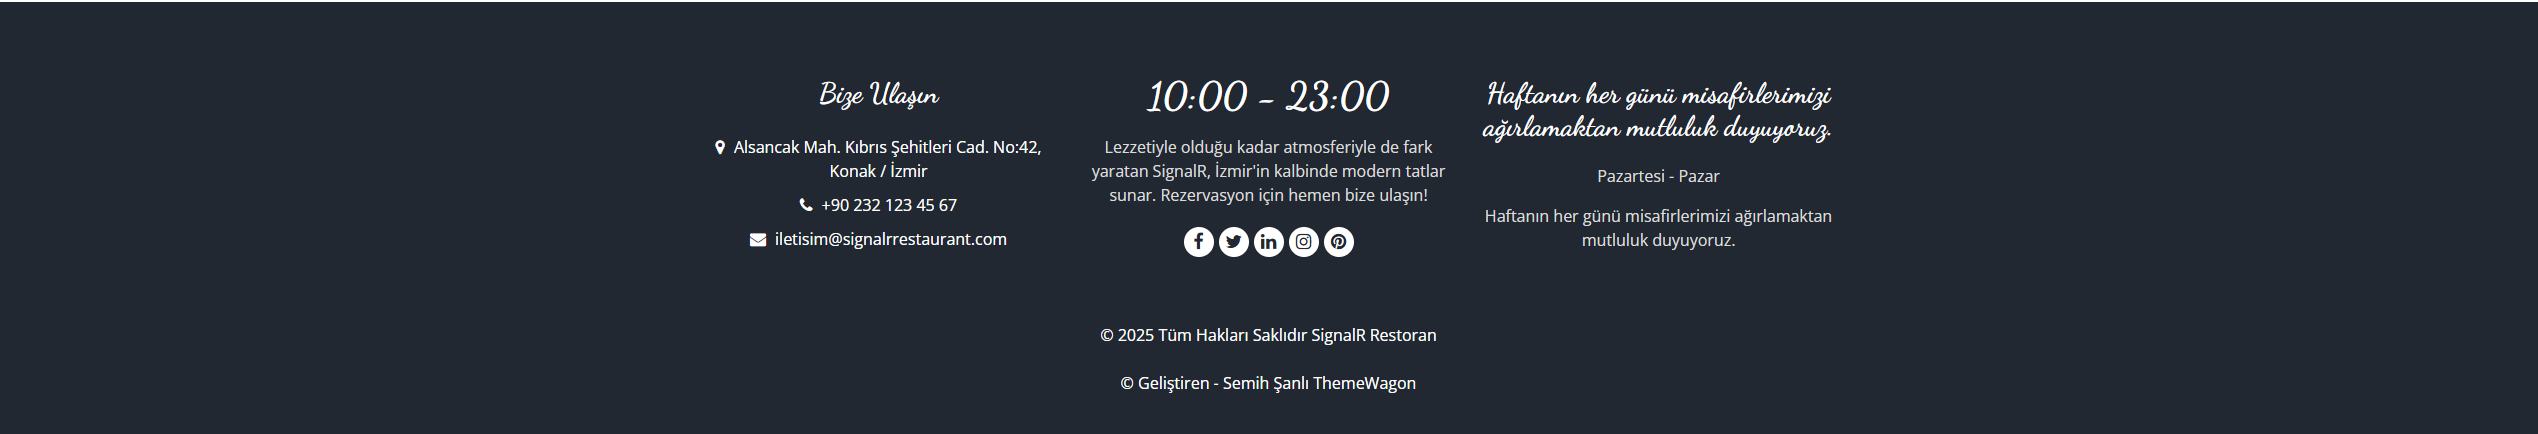 Bize Ulaşın
Alsancak Mah. Kıbrıs Şehitleri Cad. No:42,
Konak / İzmir
+90 232 123 45 67
iletisim@signalrrestaurant.com
10:00 - 23:00
Lezzetiyle olduğu kadar atmosferiyle de fark
yaratan SignalR, İzmir'in kalbinde modern tatlar
sunar. Rezervasyon için hemen bize ulaşın!
Haftanın her günü misafirlerimizi
ağırlamaktan mutluluk duyuyoruz.
Pazartesi - Pazar
Haftanın her günü misafirlerimizi ağırlamaktan
mutluluk duyuyoruz.
© 2025 Tüm Hakları Saklıdır SignalR Restoran
© Geliştiren - Semih Şanlı ThemeWagon